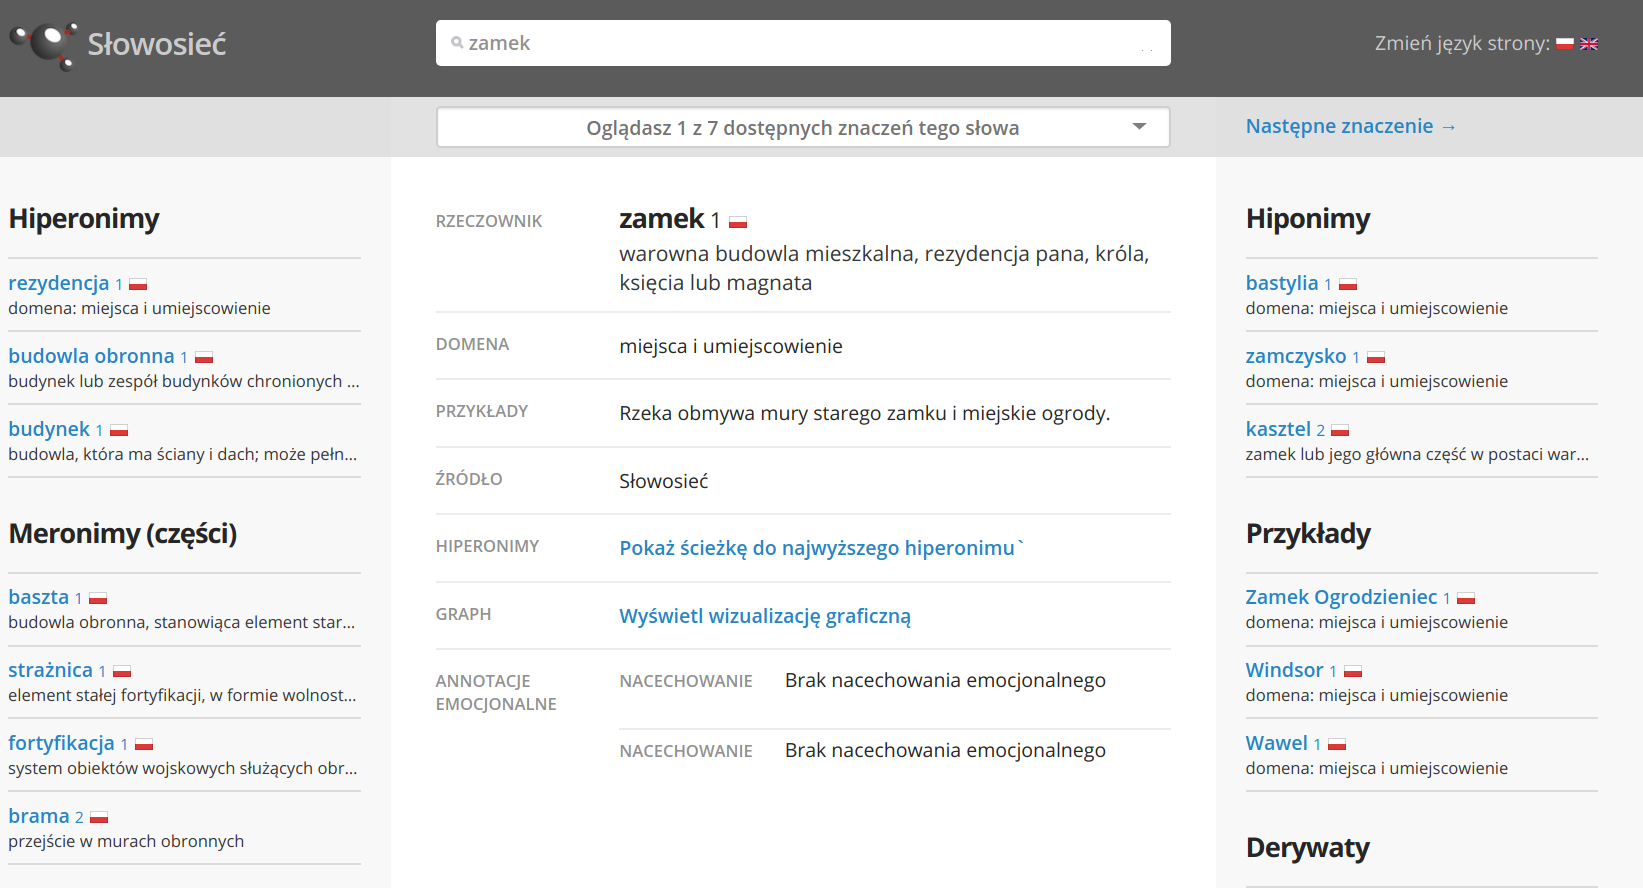 Słowosieć
zamek
Zmień język strony:
Oglądasz 1 z 7 dostępnych znaczeń tego słowa
Następne znaczenie →
Hiperonimy
rezydencja 1
domena: miejsca i umiejscowienie
budowla obronna 1
budynek lub zespół budynków chronionych ...
budynek 1
budowla, która ma ściany i dach; może pełn...
Meronimy (części)
baszta 1
budowla obronna, stanowiąca element star...
strażnica 1
element stałej fortyfikacji, w formie wolnost...
fortyfikacja 1
system obiektów wojskowych służących obr...
brama 2
przejście w murach obronnych
RZECZOWNIK
zamek 1
warowna budowla mieszkalna, rezydencja pana, króla,
księcia lub magnata
DOMENA
miejsca i umiejscowienie
PRZYKŁADY
Rzeka obmywa mury starego zamku i miejskie ogrody.
ŹRÓDŁO
Słowosieć
HIPERONIMY
Pokaż ścieżkę do najwyższego hiperonimu`
GRAPH
Wyświetl wizualizację graficzną
ANNOTACJE
EMOCJONALNE
NACECHOWANIE
Brak nacechowania emocjonalnego
NACECHOWANIE
Brak nacechowania emocjonalnego
Hiponimy
bastylia 1
domena: miejsca i umiejscowienie
zamczysko 1
domena: miejsca i umiejscowienie
kasztel 2
zamek lub jego główna część w postaci war...
Przykłady
Zamek Ogrodzieniec 1
domena: miejsca i umiejscowienie
Windsor 1
domena: miejsca i umiejscowienie
Wawel 1
domena: miejsca i umiejscowienie
Derywaty